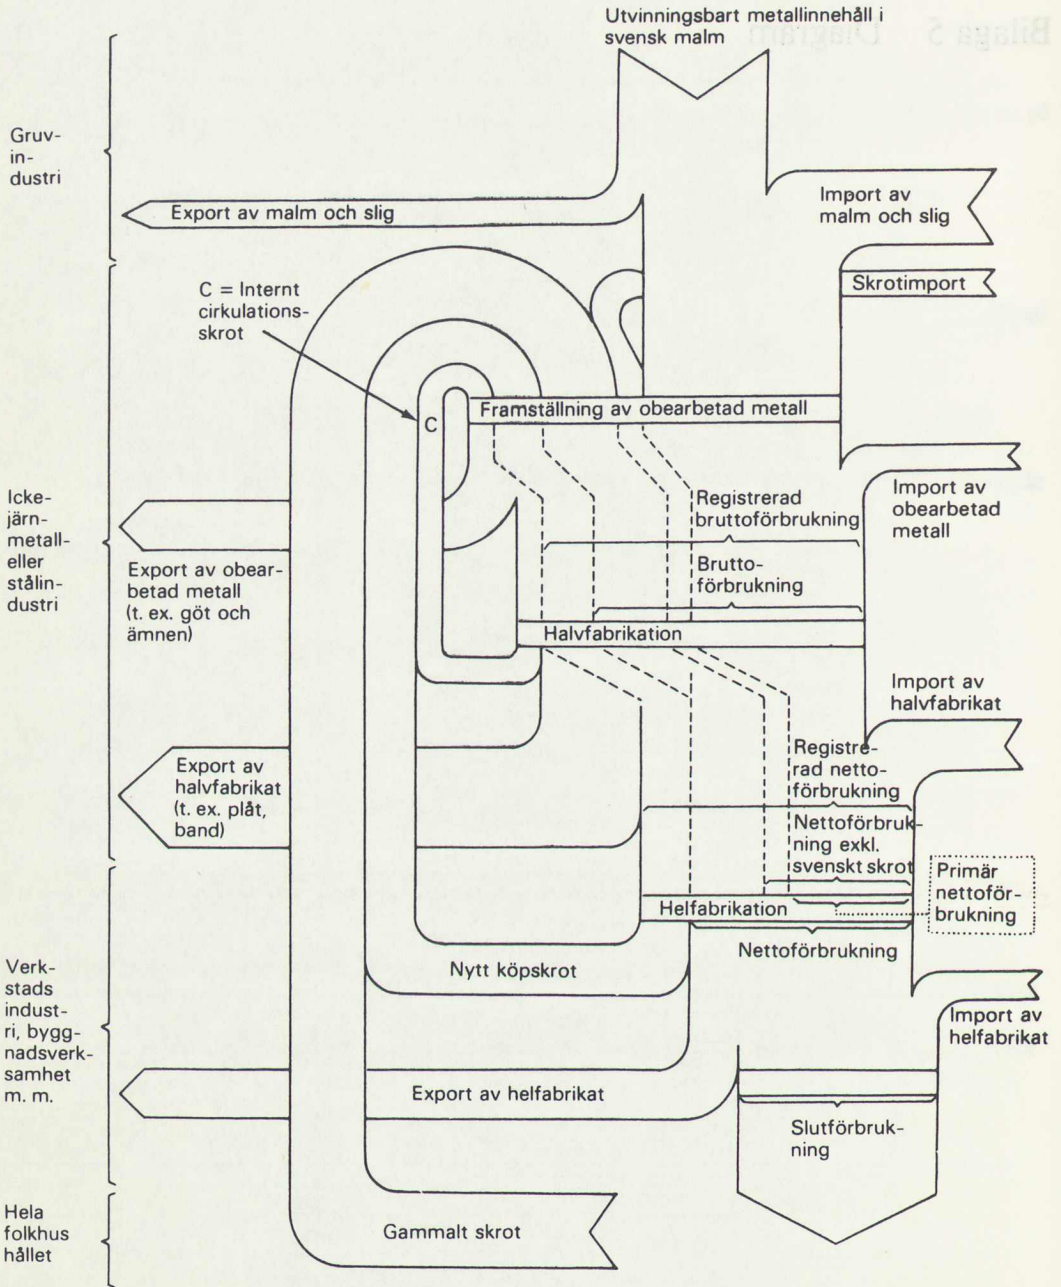 Utvinningsbart metallinnehåll i
svensk malm
Bilaga 5 Diagram
Gruv-
in-
dustri
Export av malm och slig
Import av
malm och slig
Skrotimport
C = Internt
cirkulations-
skrot
C
Framställning av obearbetad metall
Icke-
järn-
metall-
eller
stålin-
dustri
Export av obear-
betad metall
(t. ex. göt och
ämnen)
Registrerad
bruttoförbrukning
Brutto-
förbrukning
Import av
obearbetad
metall
Halvfabrikation
Import av
halvfabrikat
Export av
halvfabrikat
(t. ex. plåt,
band)
Registre-
rad netto-
förbrukning
Nettoförbruk-
ning exkl.
svenskt skrot
Primär
nettoför-
brukning
Helfabrikation
Nettoförbrukning
Nytt köpskrot
Verk-
stads
indust-
ri, bygg-
nadsverk-
samhet
m. m.
Import av
helfabrikat
Export av helfabrikat
Slutförbruk-
ning
Hela
folkhus
hållet
Gammalt skrot